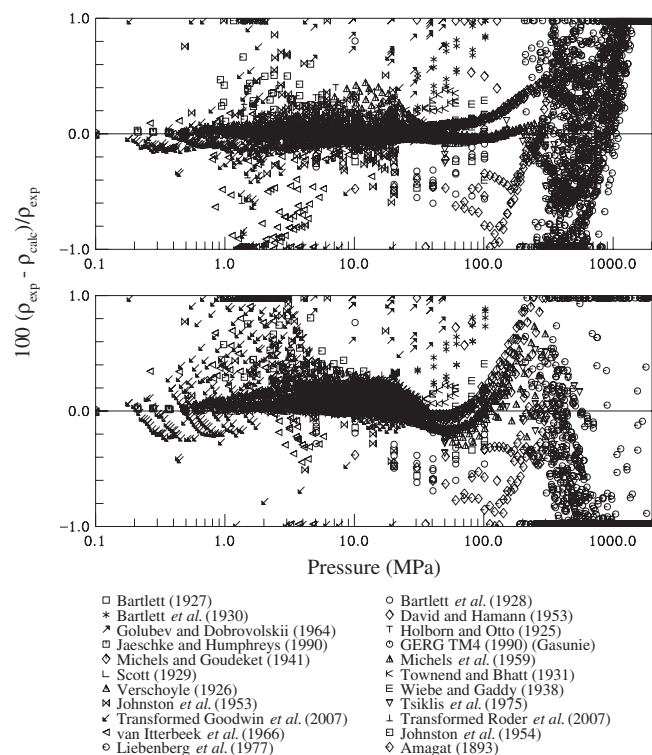 1.0
0.0
-1.0
0.1 1.0 10.0 100.0 1000.0
100 (ρexp - ρcalc)/ρexp
1.0
0.0
-1.0
0.1 1.0 10.0 100.0 1000.0
Pressure (MPa)
Bartlett (1927)
Bartlett et al. (1930)
Golubev and Dobrovolskii (1964)
Jaeschke and Humphreys (1990)
Michels and Goudeket (1941)
Scott (1929)
Verschoyle (1926)
Johnston et al. (1953)
Transformed Goodwin et al. (2007)
van Itterbeek et al. (1966)
Liebenberg et al. (1977)
Bartlett et al. (1928)
David and Hamann (1953)
Holborn and Otto (1925)
GERG TM4 (1990) (Gasunie)
Michels et al. (1959)
Townend and Bhatt (1931)
Wiebe and Gaddy (1938)
Tsiklis et al. (1975)
Transformed Roder et al. (2007)
Johnston et al. (1954)
Amagat (1893)